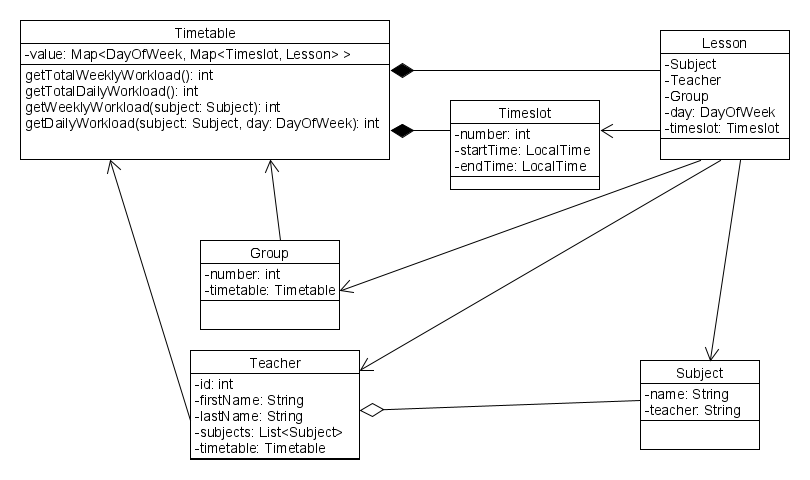 Timetable
-value: Map<DayOfWeek, Map<Timeslot, Lesson> >
getTotalWeeklyWorkload(): int
getTotalDailyWorkload(): int
getWeeklyWorkload(subject: Subject): int
getDailyWorkload(subject: Subject, day: DayOfWeek): int
Lesson
-Subject
-Teacher
-Group
-day: DayOfWeek
-timeslot: Timeslot
Timeslot
-number: int
-startTime: LocalTime
-endTime: LocalTime
Group
-number: int
-timetable: Timetable
Teacher
-id: int
-firstName: String
-lastName: String
-subjects: List<Subject>
-timetable: Timetable
Subject
-name: String
-teacher: String